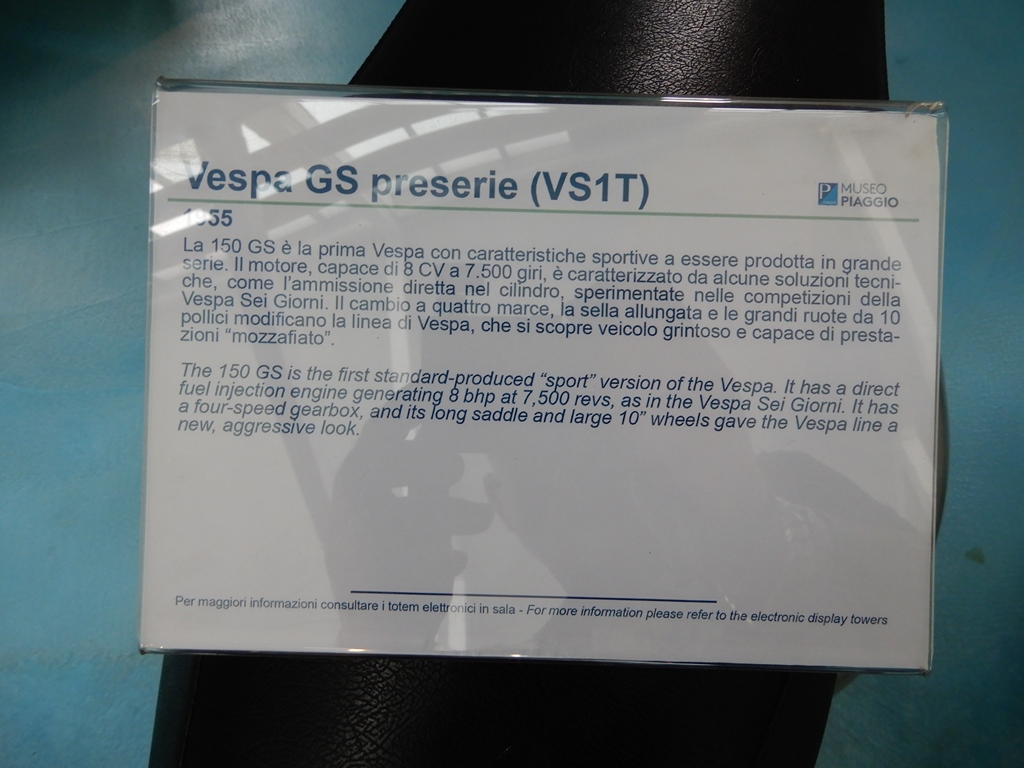 Vespa GS preserie (VS1T)
P MUSEO
PIAGGIO
1955
La 150 GS è la prima Vespa con caratteristiche sportive a essere prodotta in grande
serie. Il motore, capace di 8 CV a 7.500 giri, è caratterizzato da alcune soluzioni tecni-
che, come l'ammissione diretta nel cilindro, sperimentate nelle competizioni della
Vespa Sei Giorni. Il cambio a quattro marce, la sella allungata e le grandi ruote da 10
pollici modificano la linea di Vespa, che si scopre veicolo grintoso e capace di presta-
zioni "mozzafiato".
The 150 GS is the first standard-produced "sport" version of the Vespa. It has a direct
fuel injection engine generating 8 bhp at 7,500 revs, as in the Vespa Sei Giorni. It has
a four-speed gearbox, and its long saddle and large 10" wheels gave the Vespa line a
new, aggressive look.
Per maggiori informazioni consultare i totem elettronici in sala - For more information please refer to the electronic display towers